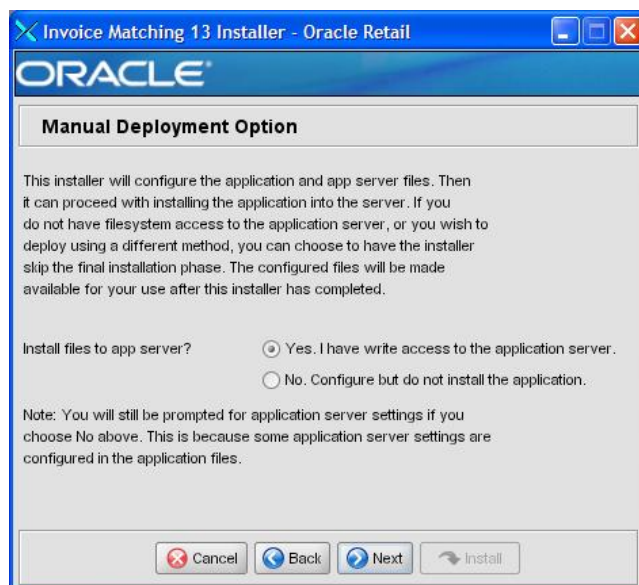 Invoice Matching 13 Installer - Oracle Retail
ORACLE®
Manual Deployment Option
This installer will configure the application and app server files. Then
it can proceed with installing the application into the server. If you
do not have filesystem access to the application server, or you wish to
deploy using a different method, you can choose to have the installer
skip the final installation phase. The configured files will be made
available for your use after this installer has completed.
Install files to app server?
Yes. I have write access to the application server.
No. Configure but do not install the application.
Note: You will still be prompted for application server settings if you
choose No above. This is because some application server settings are
configured in the application files.
Cancel Back Next Install